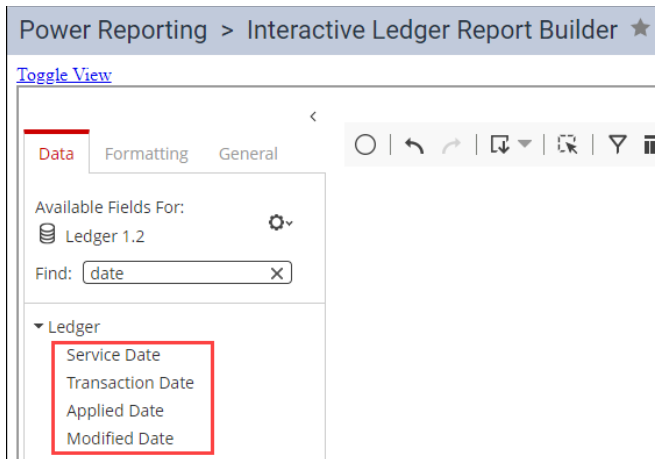 Power Reporting > Interactive Ledger Report Builder
Toggle View
Data Formatting General
Available Fields For:
Ledger 1.2
Find: date
Ledger
Service Date
Transaction Date
Applied Date
Modified Date